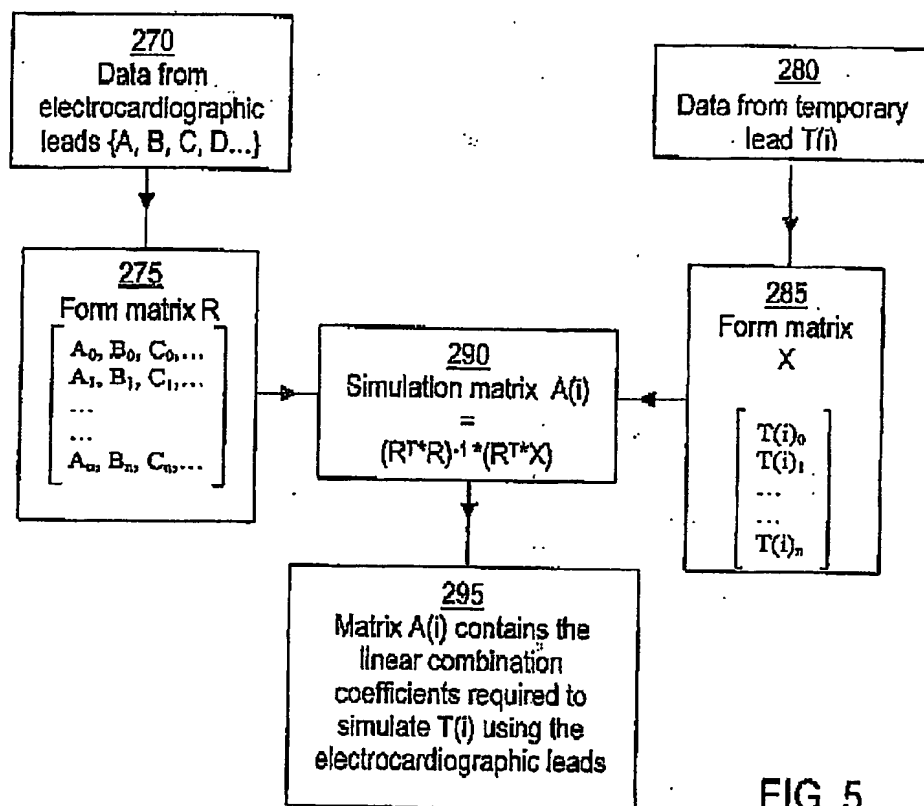 270
Data from
electrocardiographic
leads {A, B, C, D...}
280
Data from temporary
lead T(i)
275
Form matrix R
A₀, B₀, C₀,...
A₁, B₁, C₁,...
...
...
Aₙ, Bₙ, Cₙ,...
290
Simulation matrix A(i)
=
(Rᵀ*R)⁻¹*(Rᵀ*X)
285
Form matrix
X
T(i)₀
T(i)₁
...
...
T(i)ₙ
295
Matrix A(i) contains the
linear combination
coefficients required to
simulate T(i) using the
electrocardiographic leads
FIG. 5